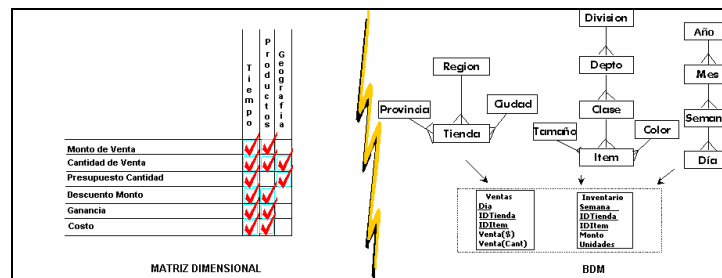 Tiempo
Productos
Geografia
Monto de Venta
Cantidad de Venta
Presupuesto Cantidad
Descuento Monto
Ganancia
Costo
MATRIZ DIMENSIONAL
Division
Año
Region
Depto
Mes
Provincia
Ciudad
Clase
Semana
Tienda
Tamaño
Color
Item
Día
Ventas
Día
IDTienda
IDItem
Venta($)
Venta(Cant)
Inventario
Semana
IDTienda
IDItem
Monto
Unidades
BDM